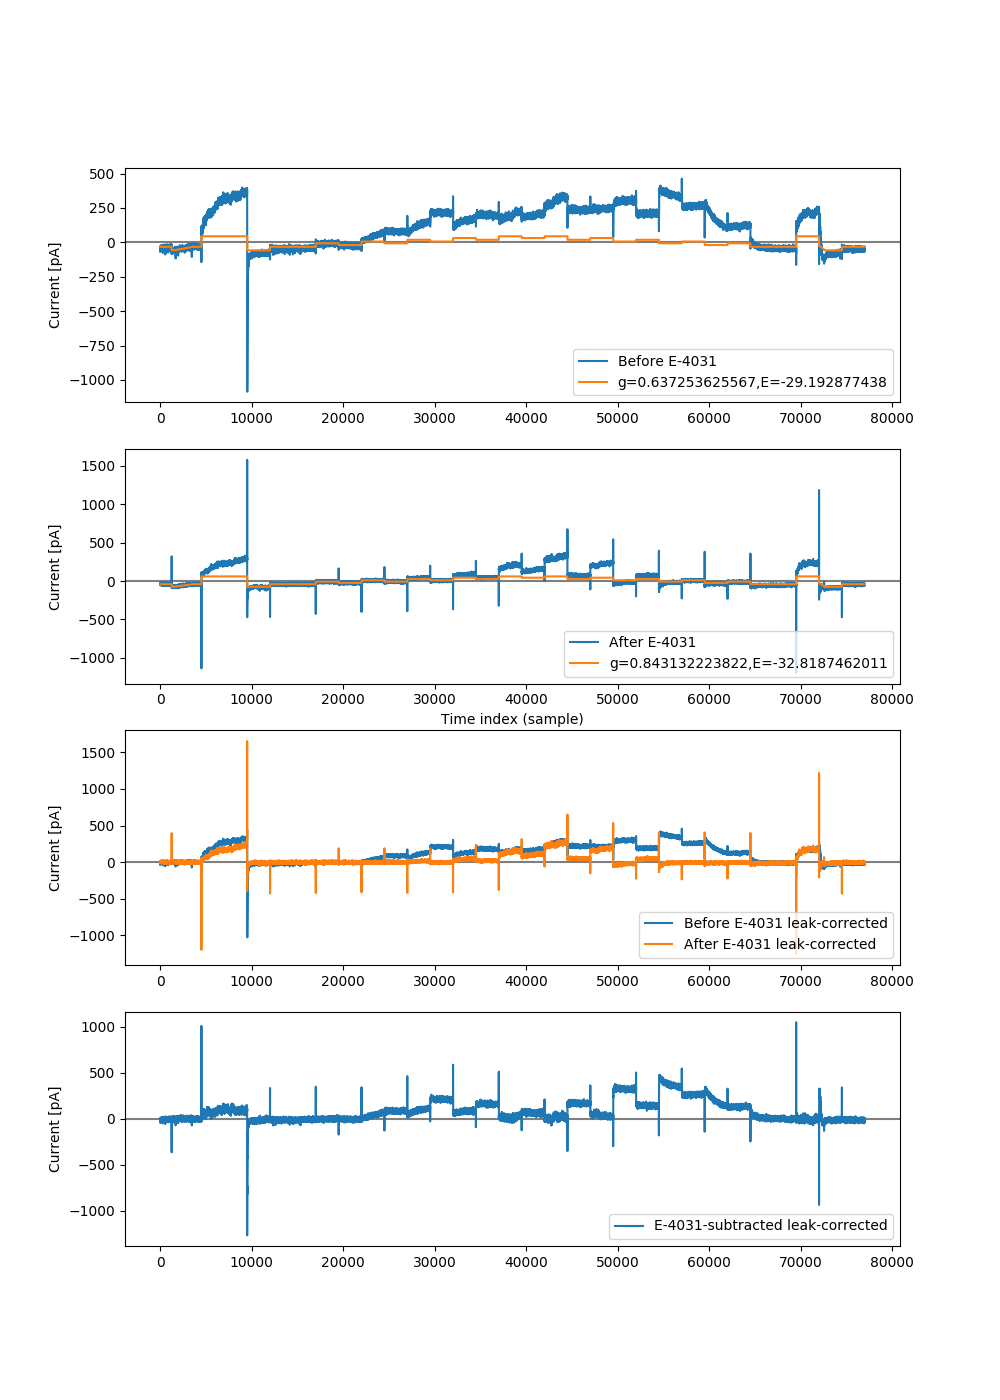 500
250
0
−250
−500
−750
−1000
Current [pA]
Before E-4031
g=0.637253625567,E=-29.192877438
0 10000 20000 30000 40000 50000 60000 70000 80000
1500
1000
500
0
−500
−1000
Current [pA]
After E-4031
g=0.843132223822,E=-32.8187462011
0 10000 20000 30000 40000 50000 60000 70000 80000
Time index (sample)
1500
1000
500
0
−500
−1000
Current [pA]
Before E-4031 leak-corrected
After E-4031 leak-corrected
0 10000 20000 30000 40000 50000 60000 70000 80000
1000
500
0
−500
−1000
Current [pA]
E-4031-subtracted leak-corrected
0 10000 20000 30000 40000 50000 60000 70000 80000